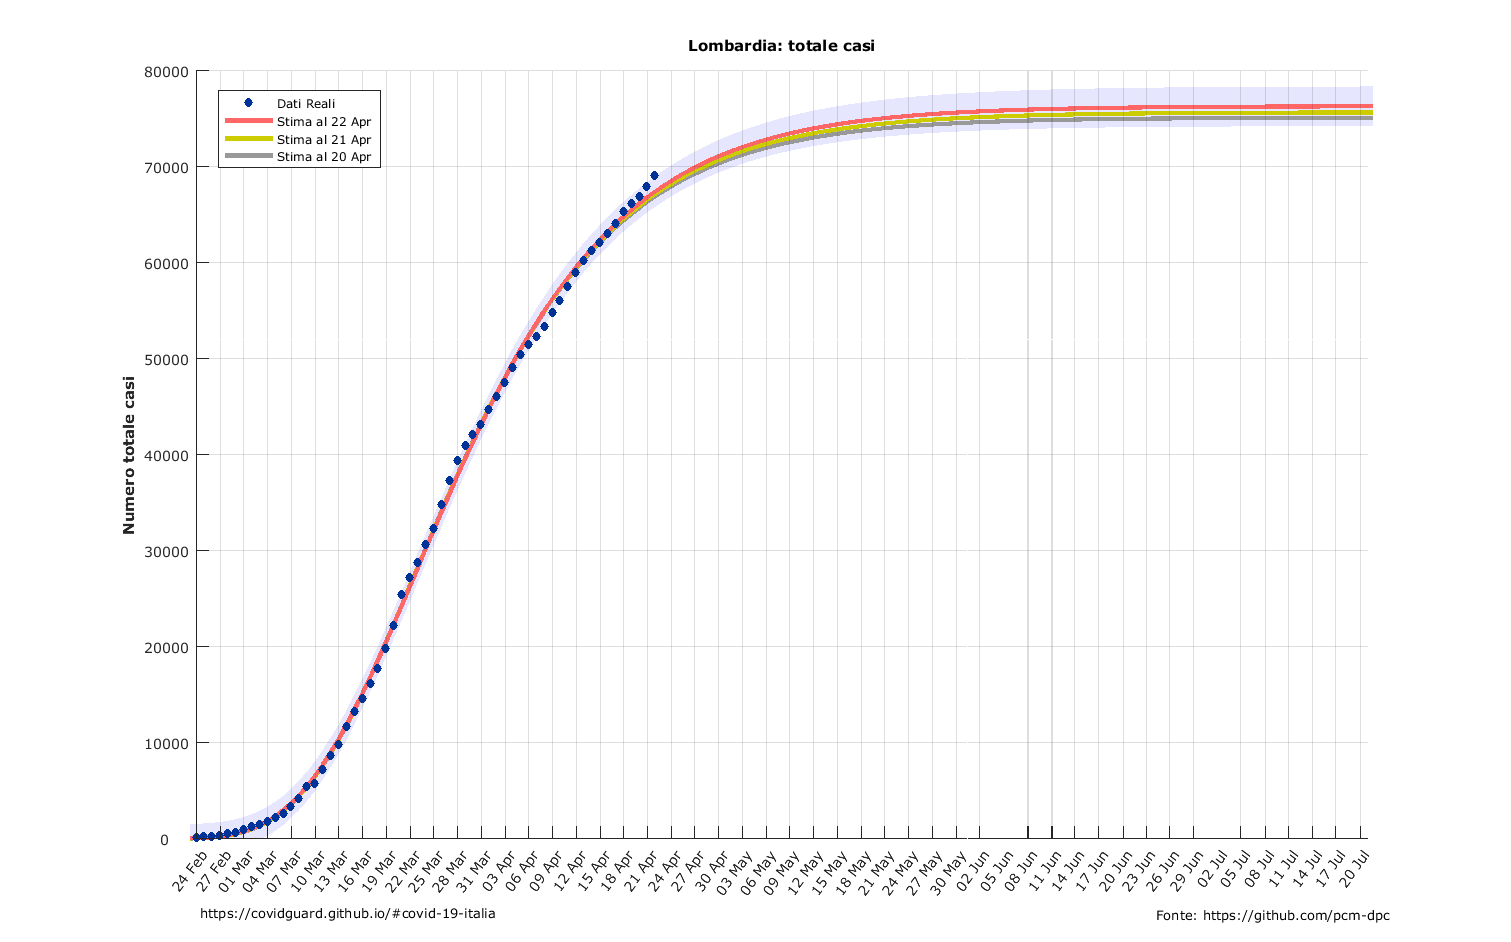 Lombardia: totale casi
80000
70000
60000
50000
40000
30000
20000
10000
0
Numero totale casi
Dati Reali
Stima al 22 Apr
Stima al 21 Apr
Stima al 20 Apr
24 Feb
27 Feb
01 Mar
04 Mar
07 Mar
10 Mar
13 Mar
16 Mar
19 Mar
22 Mar
25 Mar
28 Mar
31 Mar
03 Apr
06 Apr
09 Apr
12 Apr
15 Apr
18 Apr
21 Apr
24 Apr
27 Apr
30 Apr
03 May
06 May
09 May
12 May
15 May
18 May
21 May
24 May
27 May
30 May
02 Jun
05 Jun
08 Jun
11 Jun
14 Jun
17 Jun
20 Jun
23 Jun
26 Jun
29 Jun
02 Jul
05 Jul
08 Jul
11 Jul
14 Jul
17 Jul
20 Jul
https://covidguard.github.io/#covid-19-italia
Fonte: https://github.com/pcm-dpc